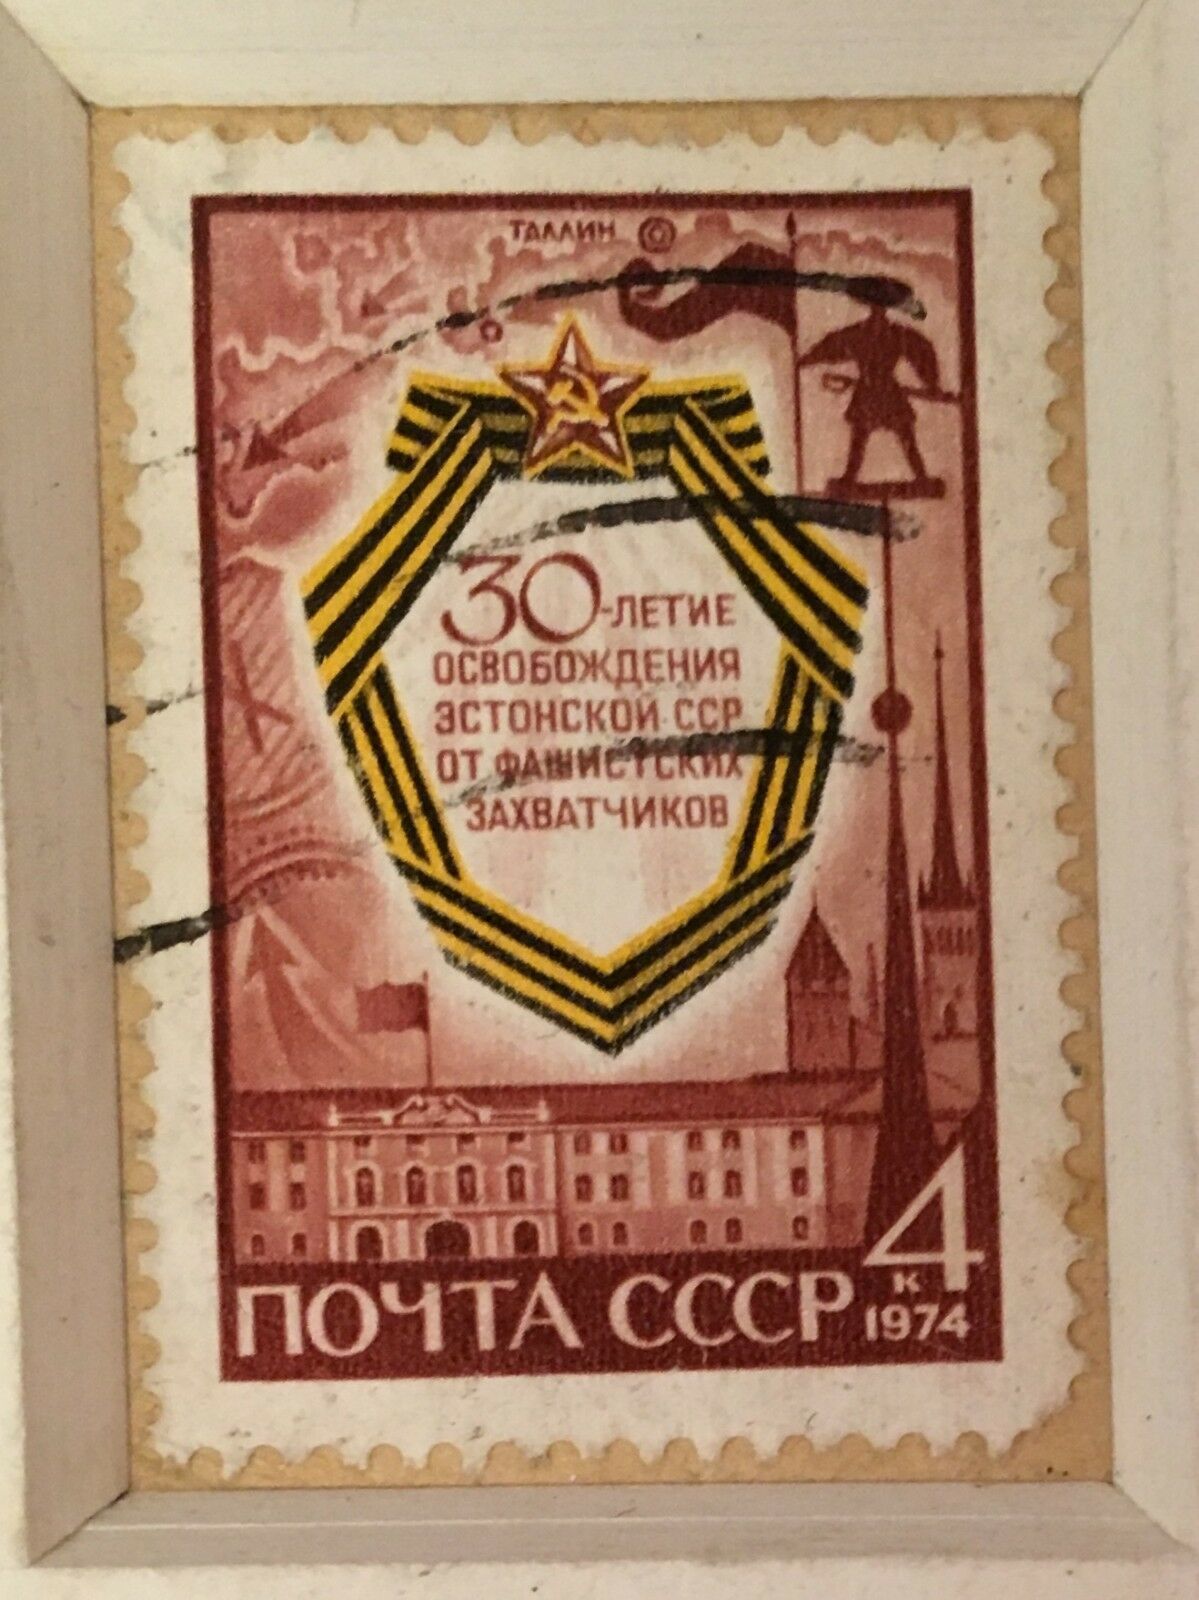 ТАЛЛИН
30-ЛЕТИЕ
ОСВОБОЖДЕНИЯ
ЭСТОНСКОЙ ССР
ОТ ФАШИСТСКИХ
ЗАХВАТЧИКОВ
4
к
ПОЧТА СССР 1974